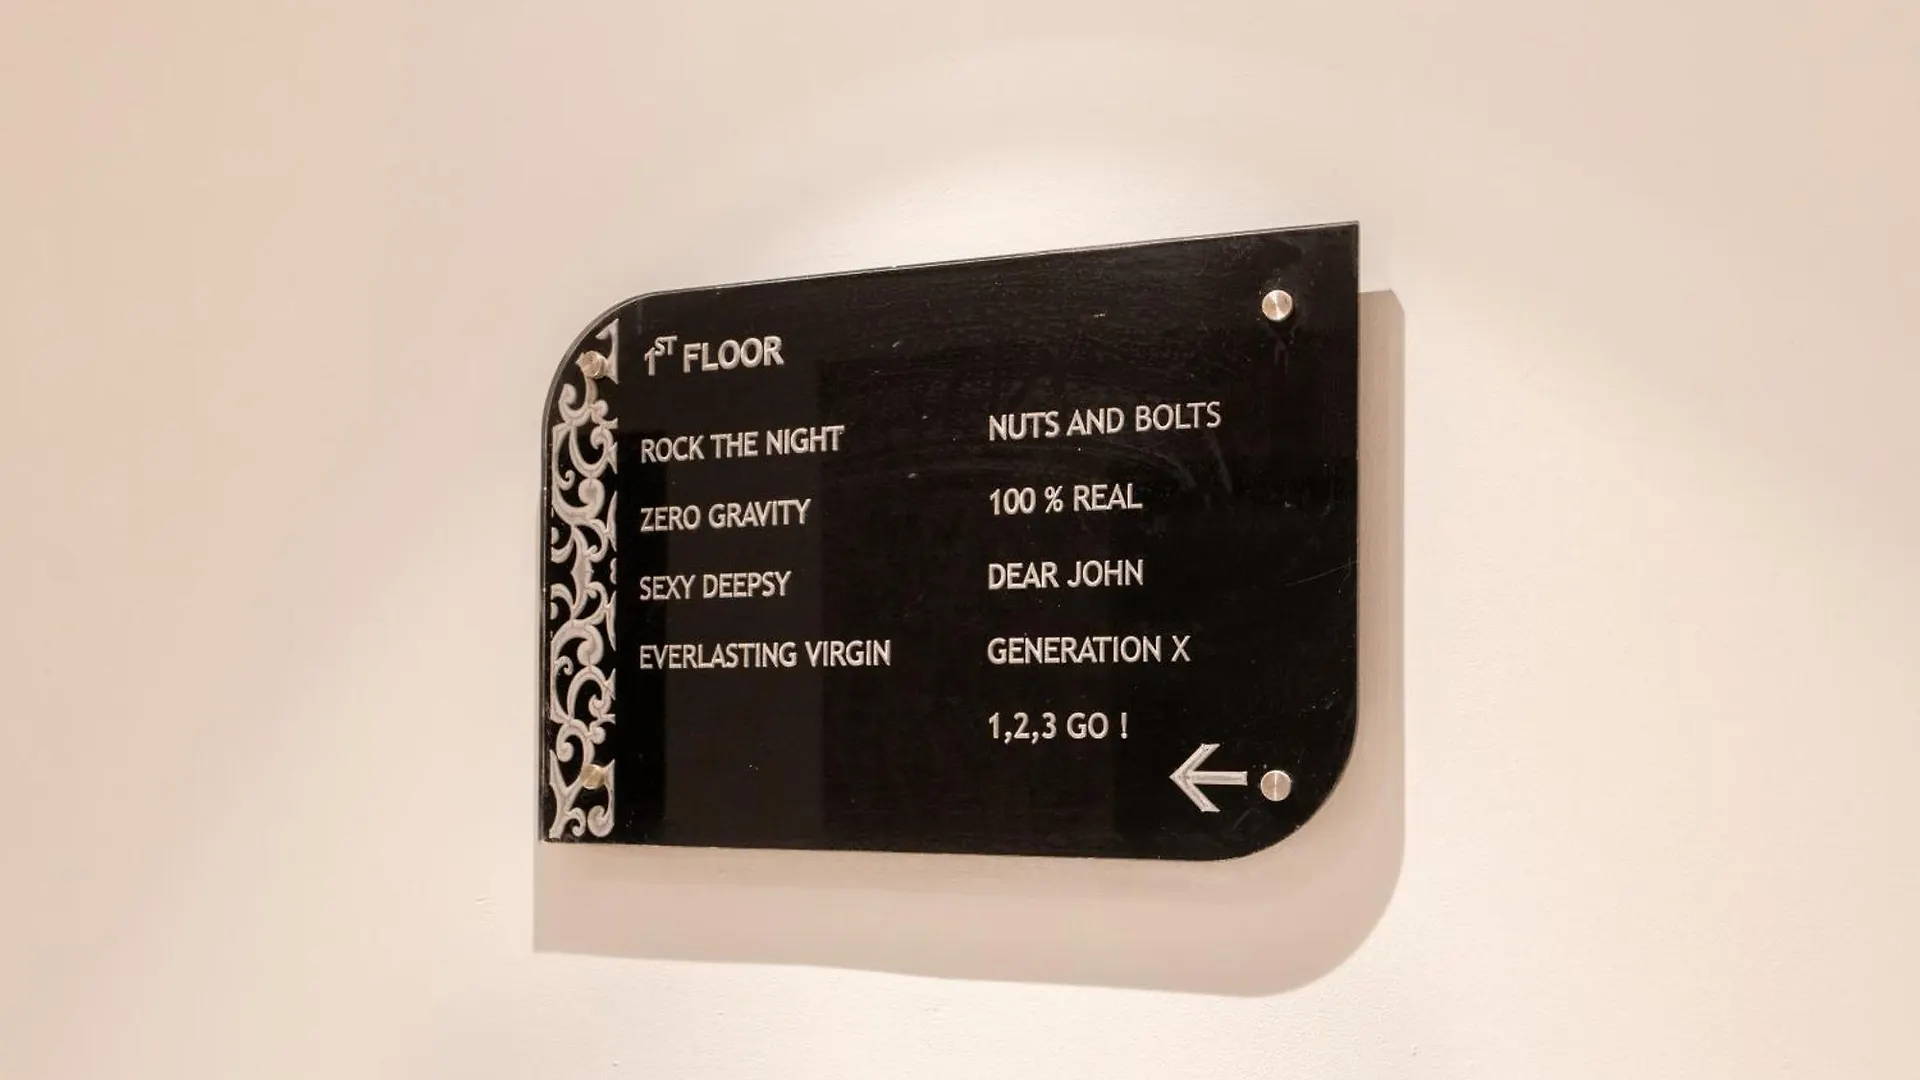 1ST FLOOR
ROCK THE NIGHT
ZERO GRAVITY
SEXY DEEPSY
EVERLASTING VIRGIN
NUTS AND BOLTS
100 % REAL
DEAR JOHN
GENERATION X
1,2,3 GO !